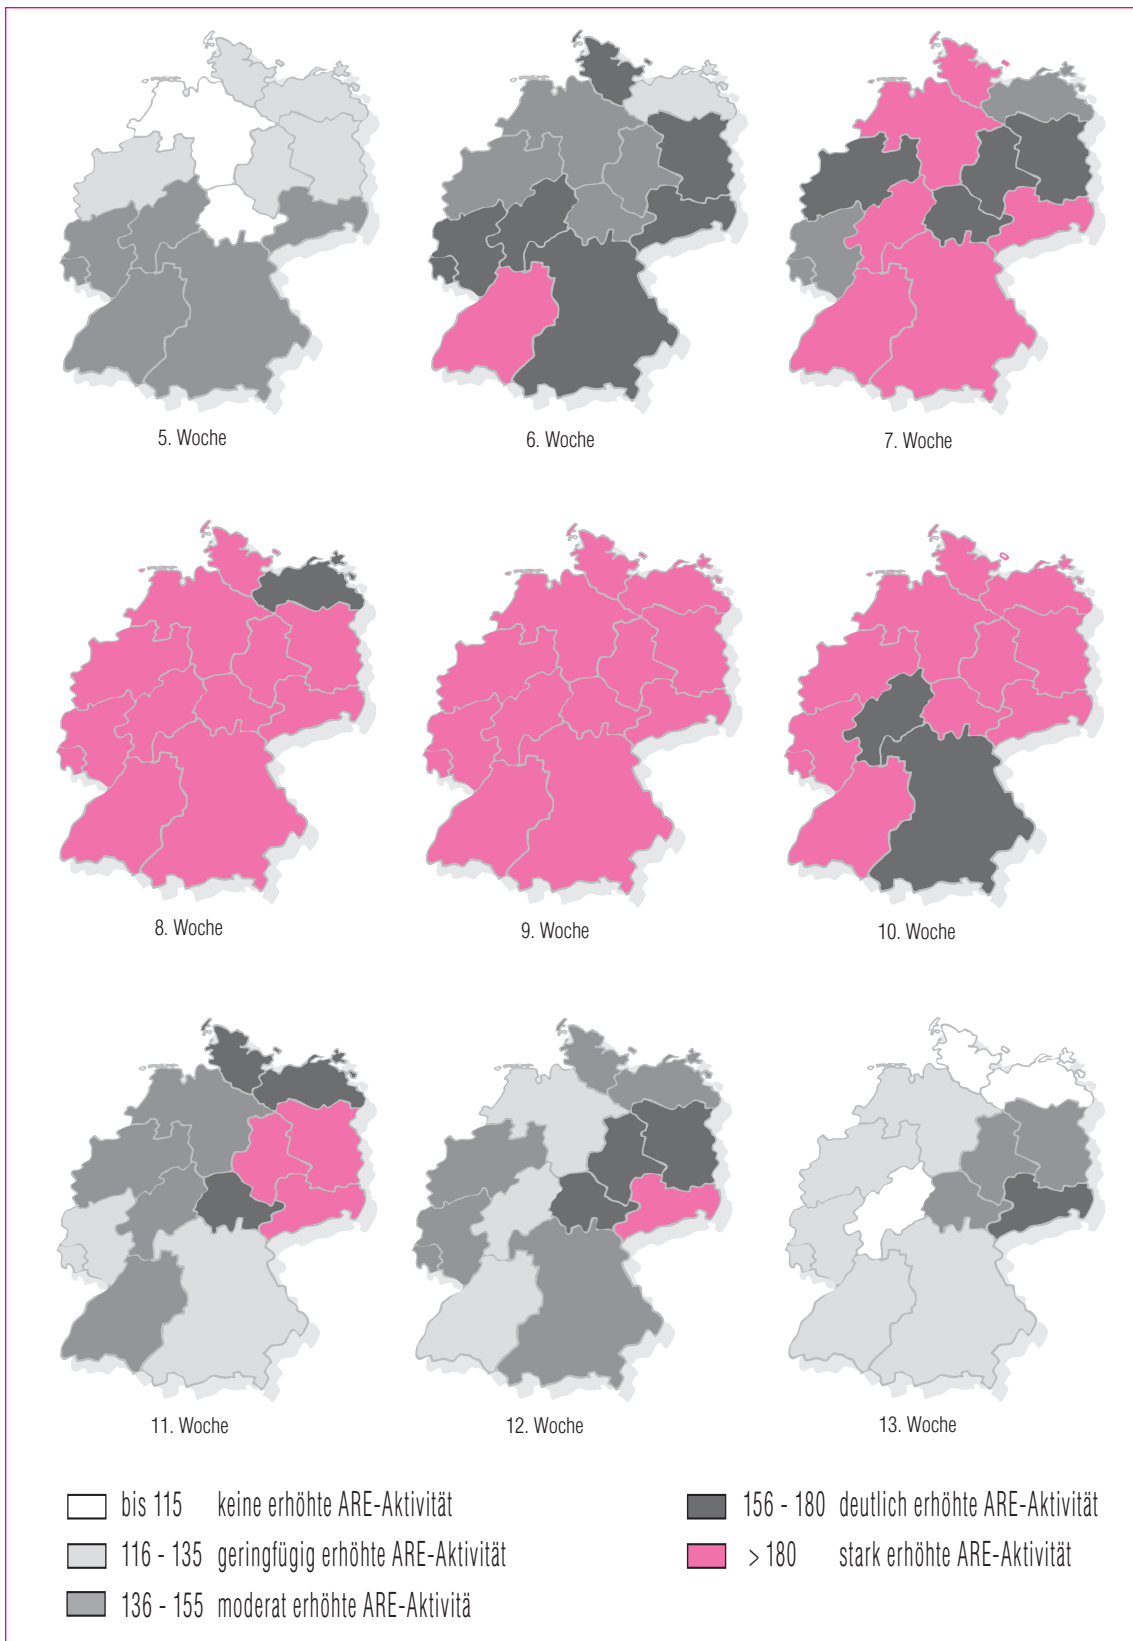 5. Woche
6. Woche
7. Woche
8. Woche
9. Woche
10. Woche
11. Woche
12. Woche
13. Woche
bis 115 keine erhöhte ARE-Aktivität
116 - 135 geringfügig erhöhte ARE-Aktivität
136 - 155 moderat erhöhte ARE-Aktivitä
156 - 180 deutlich erhöhte ARE-Aktivität
> 180 stark erhöhte ARE-Aktivität